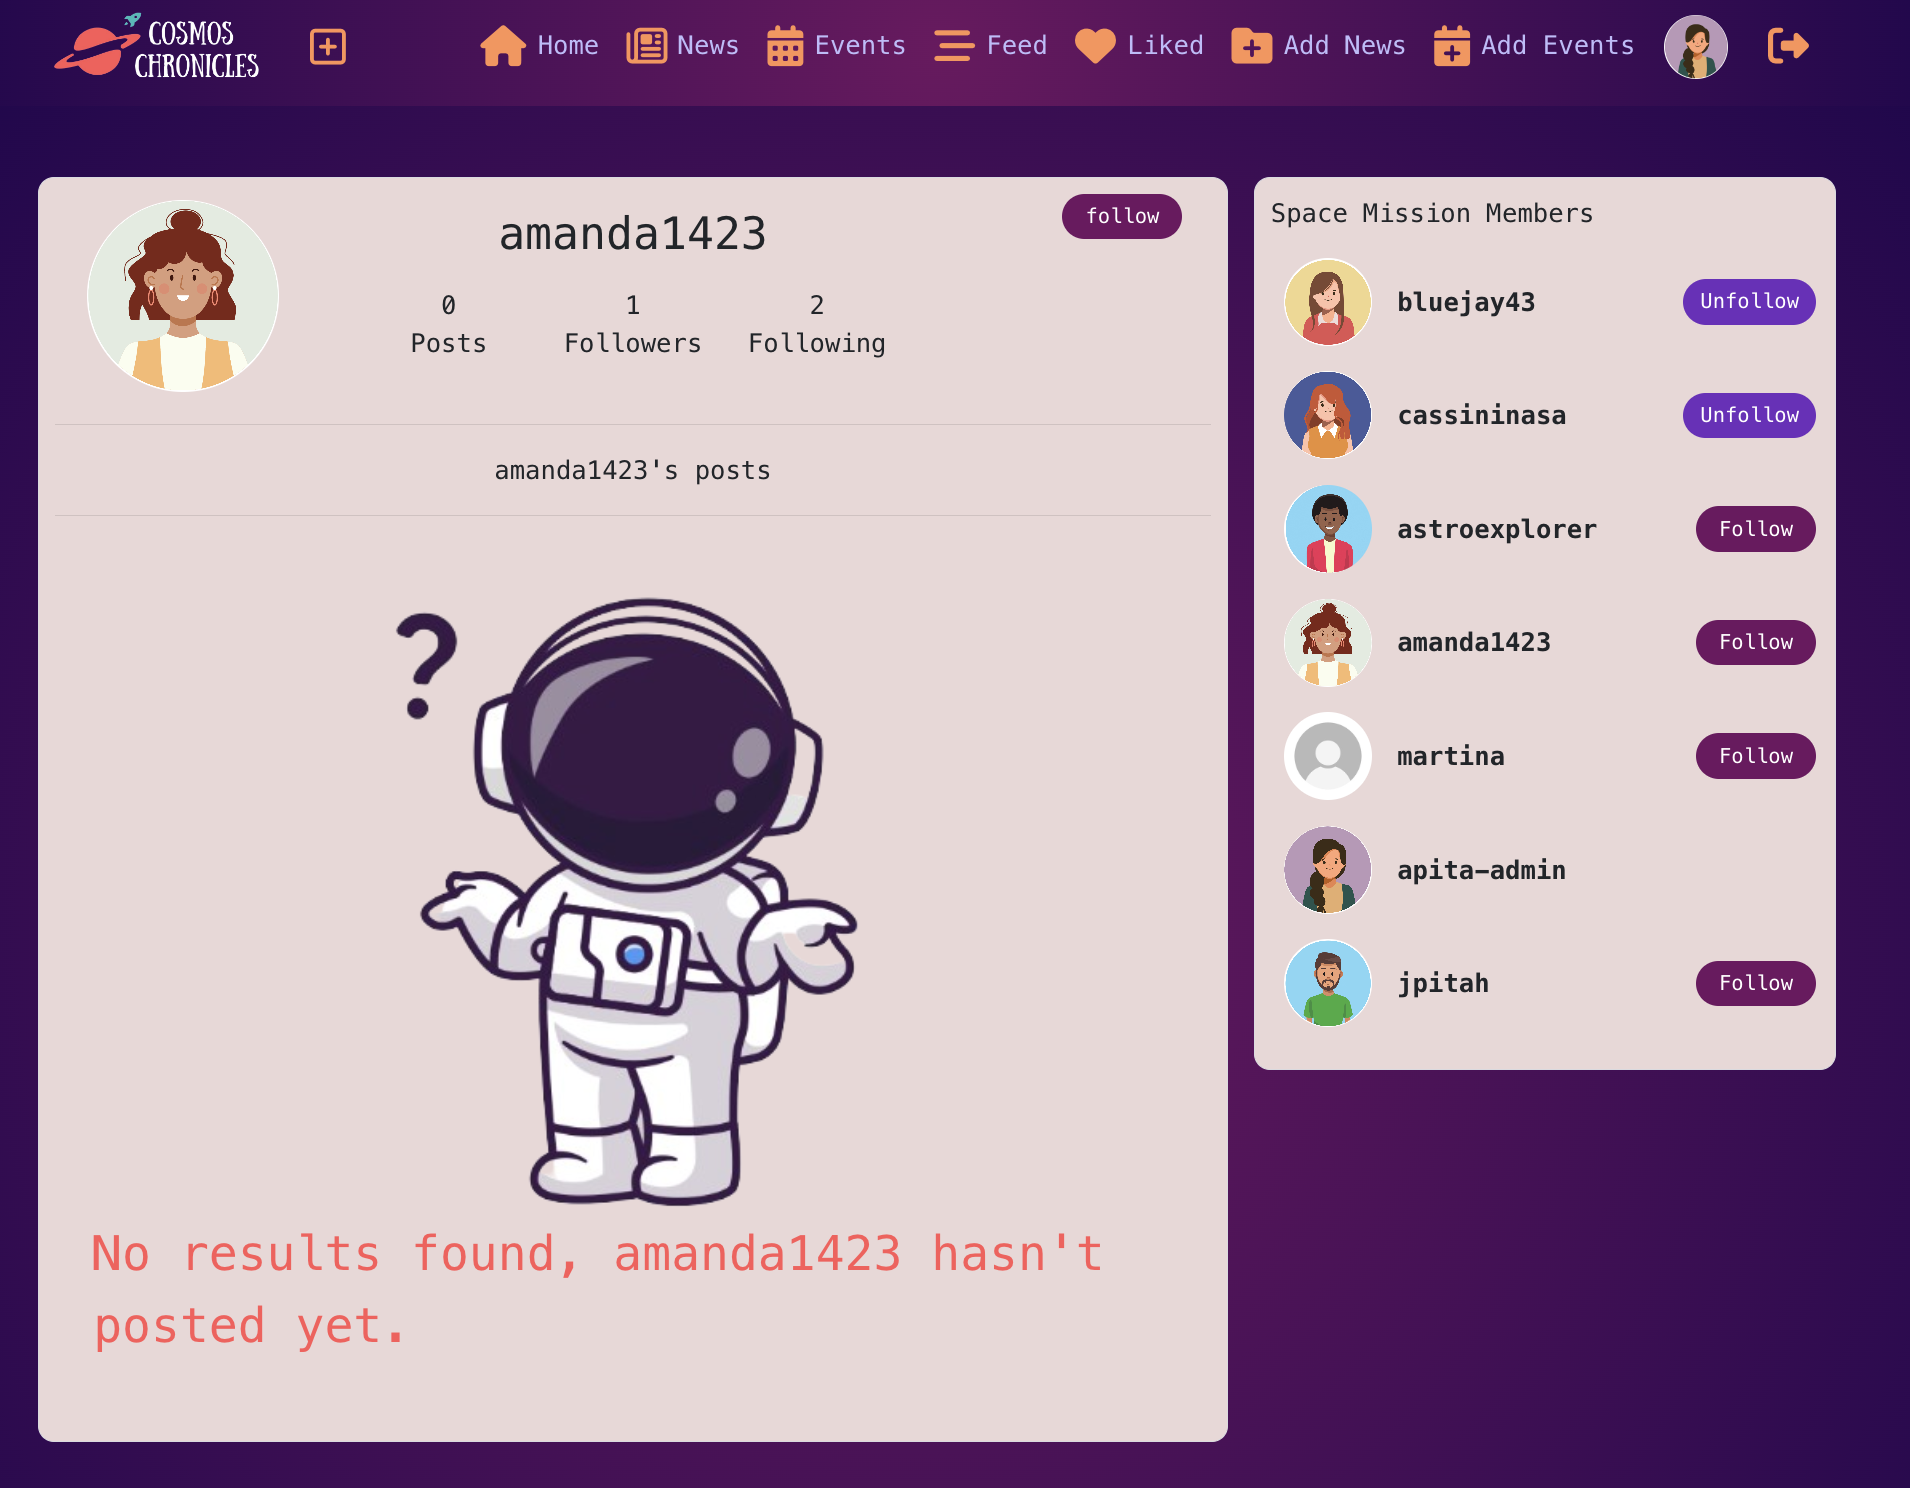 COSMOS
CHRONICLES
Home
News
Events
Feed
Liked
Add News
Add Events
amanda1423
follow
0
Posts
1
Followers
2
Following
amanda1423's posts
?
No results found, amanda1423 hasn't
posted yet.
Space Mission Members
bluejay43
Unfollow
cassininasa
Unfollow
astroexplorer
Follow
amanda1423
Follow
martina
Follow
apita-admin
jpitah
Follow